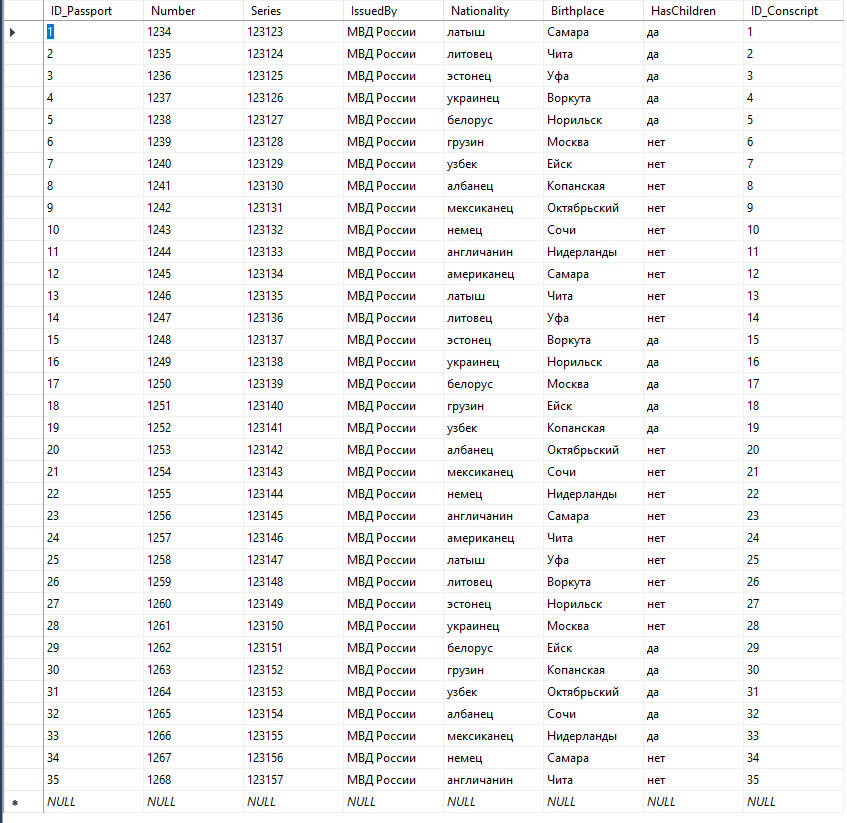 ID_Passport Number Series IssuedBy Nationality Birthplace HasChildren ID_Conscript
1 1234 123123 МВД России латыш Самара да 1
2 1235 123124 МВД России литовец Чита да 2
3 1236 123125 МВД России эстонец Уфа да 3
4 1237 123126 МВД России украинец Воркута да 4
5 1238 123127 МВД России белорус Норильск да 5
6 1239 123128 МВД России грузин Москва нет 6
7 1240 123129 МВД России узбек Ейск нет 7
8 1241 123130 МВД России албанец Копанская нет 8
9 1242 123131 МВД России мексиканец Октябрьский нет 9
10 1243 123132 МВД России немец Сочи нет 10
11 1244 123133 МВД России англичанин Нидерланды нет 11
12 1245 123134 МВД России американец Самара нет 12
13 1246 123135 МВД России латыш Чита нет 13
14 1247 123136 МВД России литовец Уфа нет 14
15 1248 123137 МВД России эстонец Воркута да 15
16 1249 123138 МВД России украинец Норильск да 16
17 1250 123139 МВД России белорус Москва да 17
18 1251 123140 МВД России грузин Ейск да 18
19 1252 123141 МВД России узбек Копанская да 19
20 1253 123142 МВД России албанец Октябрьский нет 20
21 1254 123143 МВД России мексиканец Сочи нет 21
22 1255 123144 МВД России немец Нидерланды нет 22
23 1256 123145 МВД России англичанин Самара нет 23
24 1257 123146 МВД России американец Чита нет 24
25 1258 123147 МВД России латыш Уфа нет 25
26 1259 123148 МВД России литовец Воркута нет 26
27 1260 123149 МВД России эстонец Норильск нет 27
28 1261 123150 МВД России украинец Москва нет 28
29 1262 123151 МВД России белорус Ейск да 29
30 1263 123152 МВД России грузин Копанская да 30
31 1264 123153 МВД России узбек Октябрьский да 31
32 1265 123154 МВД России албанец Сочи да 32
33 1266 123155 МВД России мексиканец Нидерланды да 33
34 1267 123156 МВД России немец Самара нет 34
35 1268 123157 МВД России англичанин Чита нет 35
NULL NULL NULL NULL NULL NULL NULL NULL